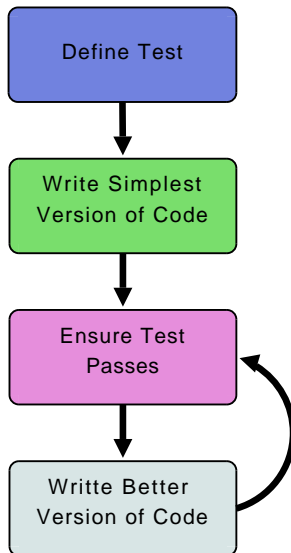 Define Test
Write Simplest
Version of Code
Ensure Test
Passes
Writte Better
Version of Code